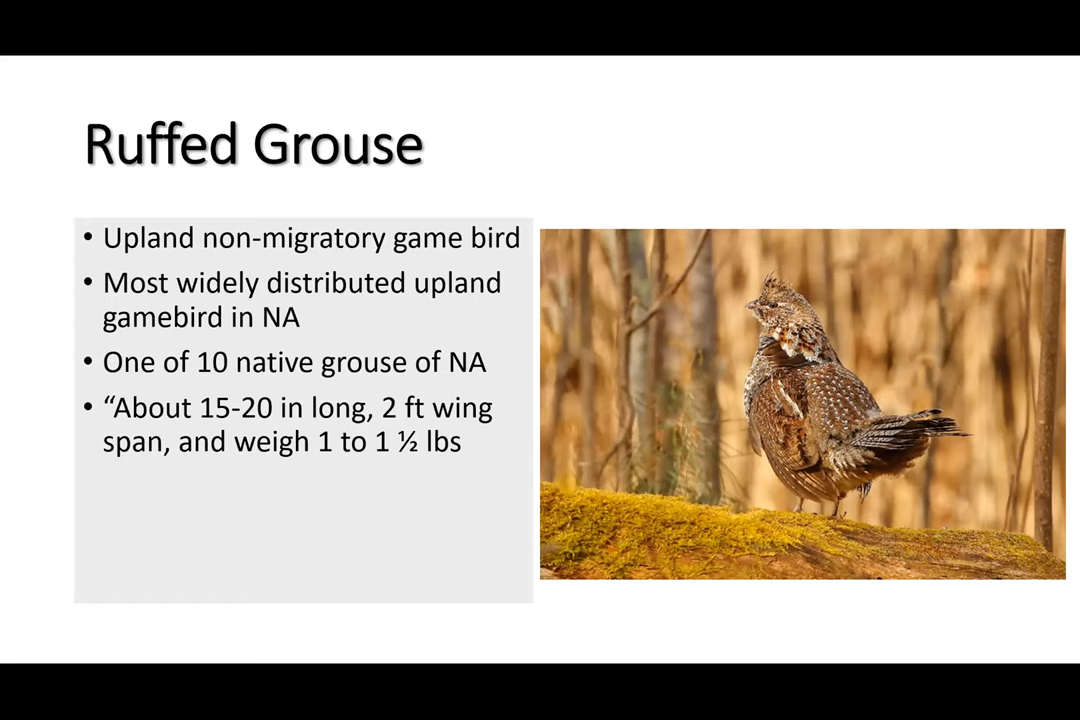 Ruffed Grouse
• Upland non-migratory game bird
• Most widely distributed upland
gamebird in NA
• One of 10 native grouse of NA
• “About 15-20 in long, 2 ft wing
span, and weigh 1 to 1 ½ lbs